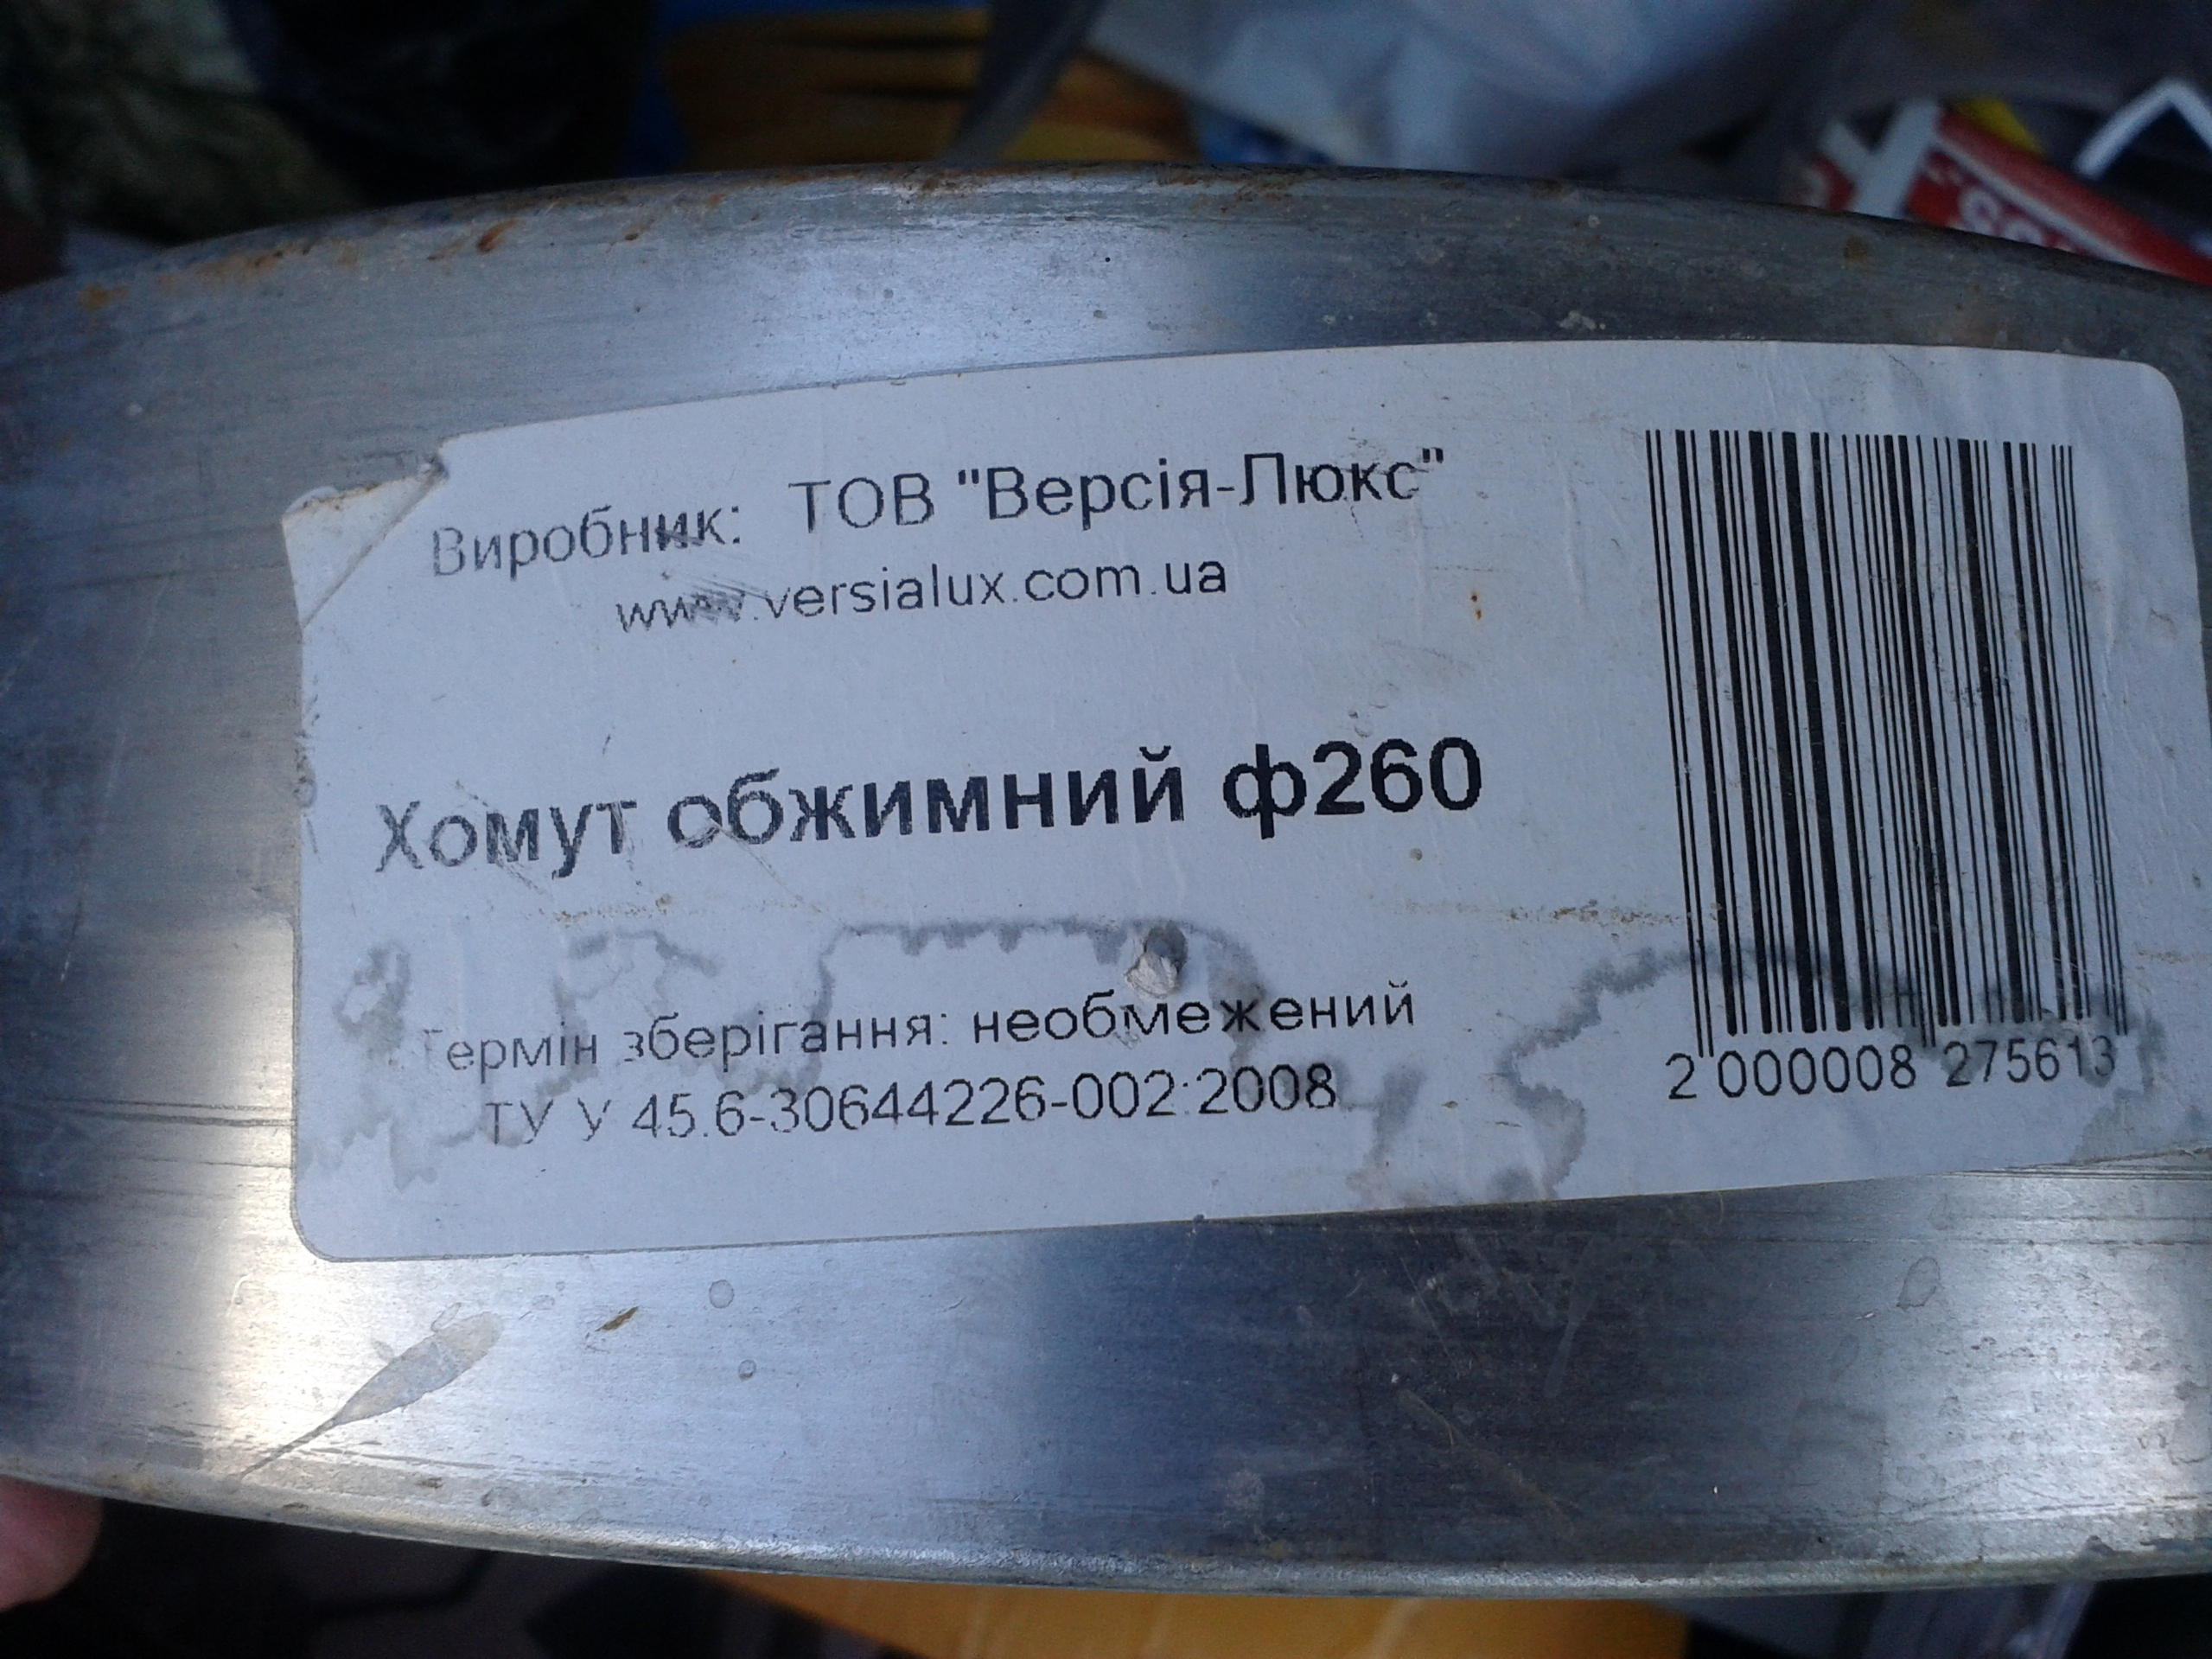 Виробник: ТОВ "Версія-Люкс"
www.versialux.com.ua
Хомут обжимний ф260
Термін зберігання: необмежений
ТУ У 45.6-30644226-002:2008
2 000008 275613